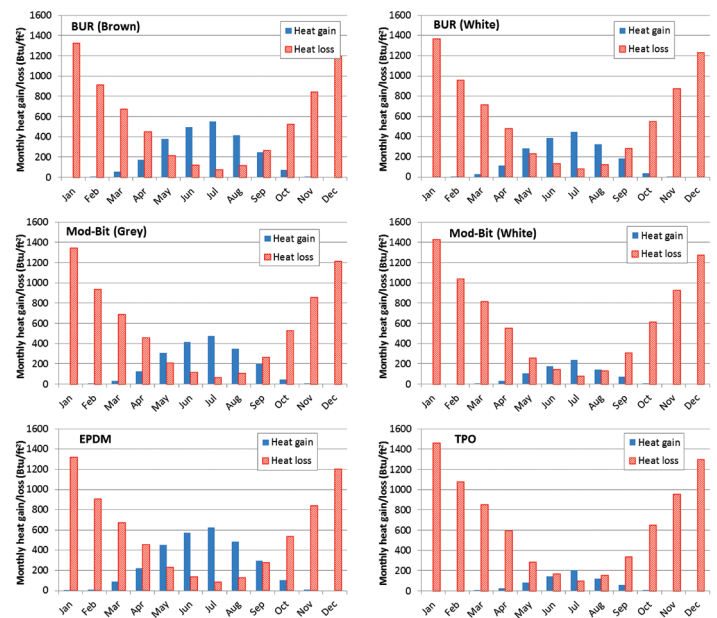 BUR (Brown)
Heat gain
Heat loss
Monthly heat gain/loss (Btu/ft²)
1600
1400
1200
1000
800
600
400
200
0
Jan Feb Mar Apr May Jun Jul Aug Sep Oct Nov Dec
BUR (White)
Heat gain
Heat loss
Monthly heat gain/loss (Btu/ft²)
1600
1400
1200
1000
800
600
400
200
0
Jan Feb Mar Apr May Jun Jul Aug Sep Oct Nov Dec
Mod-Bit (Grey)
Heat gain
Heat loss
Monthly heat gain/loss (Btu/ft²)
1600
1400
1200
1000
800
600
400
200
0
Jan Feb Mar Apr May Jun Jul Aug Sep Oct Nov Dec
Mod-Bit (White)
Heat gain
Heat loss
Monthly heat gain/loss (Btu/ft²)
1600
1400
1200
1000
800
600
400
200
0
Jan Feb Mar Apr May Jun Jul Aug Sep Oct Nov Dec
EPDM
Heat gain
Heat loss
Monthly heat gain/loss (Btu/ft²)
1600
1400
1200
1000
800
600
400
200
0
Jan Feb Mar Apr May Jun Jul Aug Sep Oct Nov Dec
TPO
Heat gain
Heat loss
Monthly heat gain/loss (Btu/ft²)
1600
1400
1200
1000
800
600
400
200
0
Jan Feb Mar Apr May Jun Jul Aug Sep Oct Nov Dec